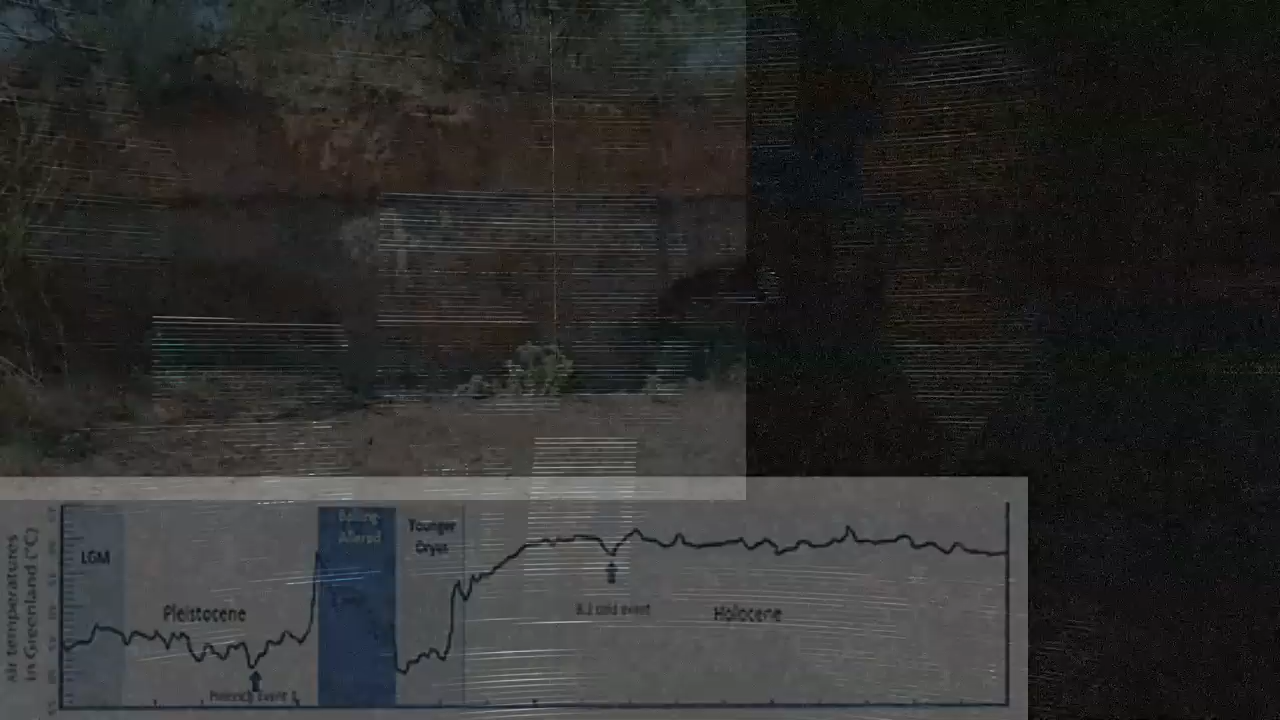 Air temperatures
in Greenland (°C)
LGM
Pleistocene
Heinrich Event 1
Bølling-
Allerød
Younger
Dryas
8.2 cold event
Holocene